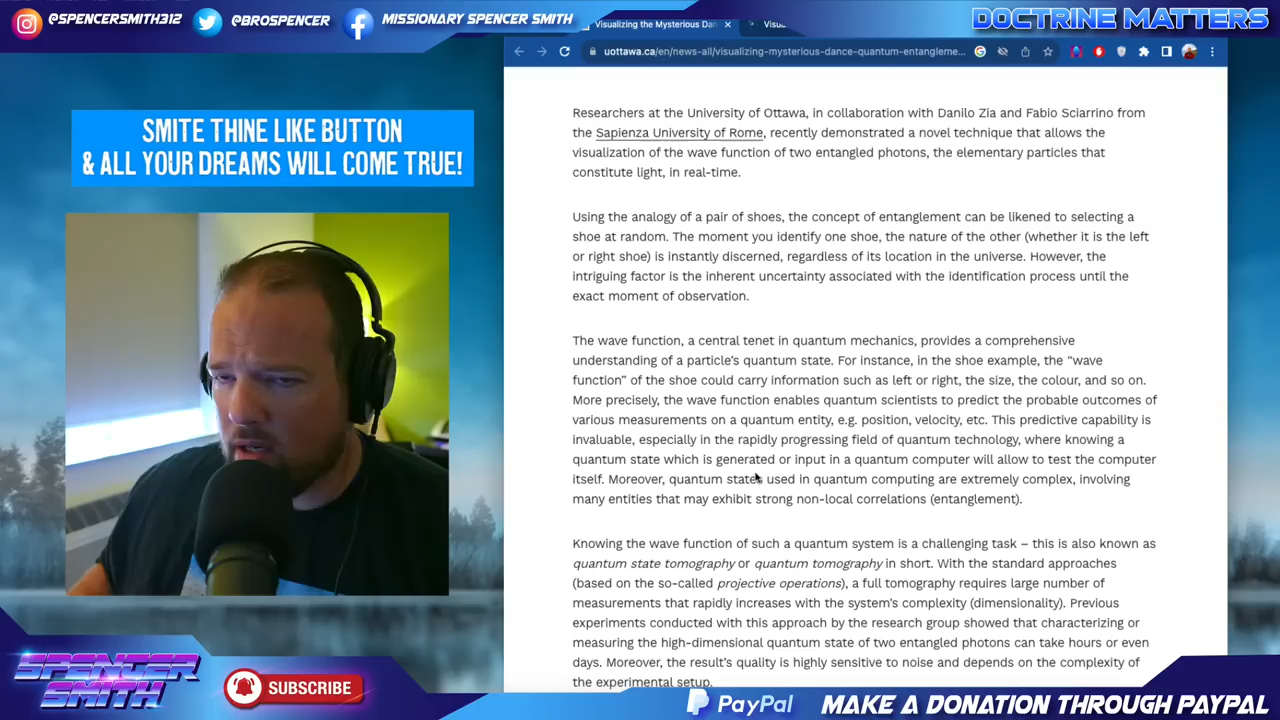 @SPENCERSMITH312
@BROSPENCER
MISSIONARY SPENCER SMITH
DOCTRINE MATTERS
Visualizing the Mysterious Da
Visu
uottawa.ca/en/news-all/visualizing-mysterious-dance-quantum-entangleme...
SMITE THINE LIKE BUTTON
& ALL YOUR DREAMS WILL COME TRUE!
Researchers at the University of Ottawa, in collaboration with Danilo Zia and Fabio Sciarrino from
the Sapienza University of Rome, recently demonstrated a novel technique that allows the
visualization of the wave function of two entangled photons, the elementary particles that
constitute light, in real-time.
Using the analogy of a pair of shoes, the concept of entanglement can be likened to selecting a
shoe at random. The moment you identify one shoe, the nature of the other (whether it is the left
or right shoe) is instantly discerned, regardless of its location in the universe. However, the
intriguing factor is the inherent uncertainty associated with the identification process until the
exact moment of observation.
The wave function, a central tenet in quantum mechanics, provides a comprehensive
understanding of a particle's quantum state. For instance, in the shoe example, the “wave
function” of the shoe could carry information such as left or right, the size, the colour, and so on.
More precisely, the wave function enables quantum scientists to predict the probable outcomes of
various measurements on a quantum entity, e.g. position, velocity, etc. This predictive capability is
invaluable, especially in the rapidly progressing field of quantum technology, where knowing a
quantum state which is generated or input in a quantum computer will allow to test the computer
itself. Moreover, quantum states used in quantum computing are extremely complex, involving
many entities that may exhibit strong non-local correlations (entanglement).
Knowing the wave function of such a quantum system is a challenging task – this is also known as
quantum state tomography or quantum tomography in short. With the standard approaches
(based on the so-called projective operations), a full tomography requires large number of
measurements that rapidly increases with the system's complexity (dimensionality). Previous
experiments conducted with this approach by the research group showed that characterizing or
measuring the high-dimensional quantum state of two entangled photons can take hours or even
days. Moreover, the result's quality is highly sensitive to noise and depends on the complexity of
the experimental setup.
SPENCER
SMITH
SUBSCRIBE
PayPal
MAKE A DONATION THROUGH PAYPAL